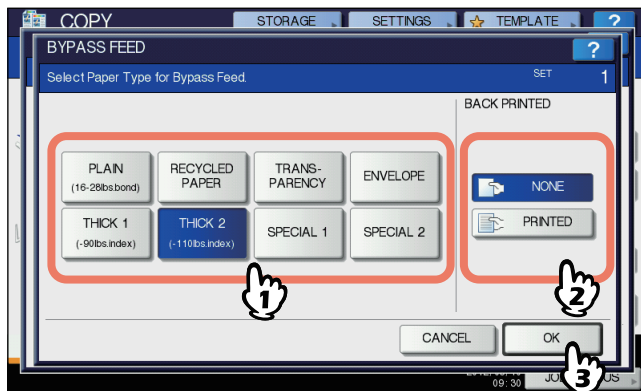 COPY
STORAGE
SETTINGS
TEMPLATE
?
BYPASS FEED
?
Select Paper Type for Bypass Feed.
SET 1
BACK PRINTED
PLAIN
(16-28lbs.bond)
RECYCLED
PAPER
TRANS-
PARENCY
ENVELOPE
THICK 1
(-90lbs.index)
THICK 2
(-110lbs.index)
SPECIAL 1
SPECIAL 2
NONE
PRINTED
1
2
CANCEL
OK
3
09:30